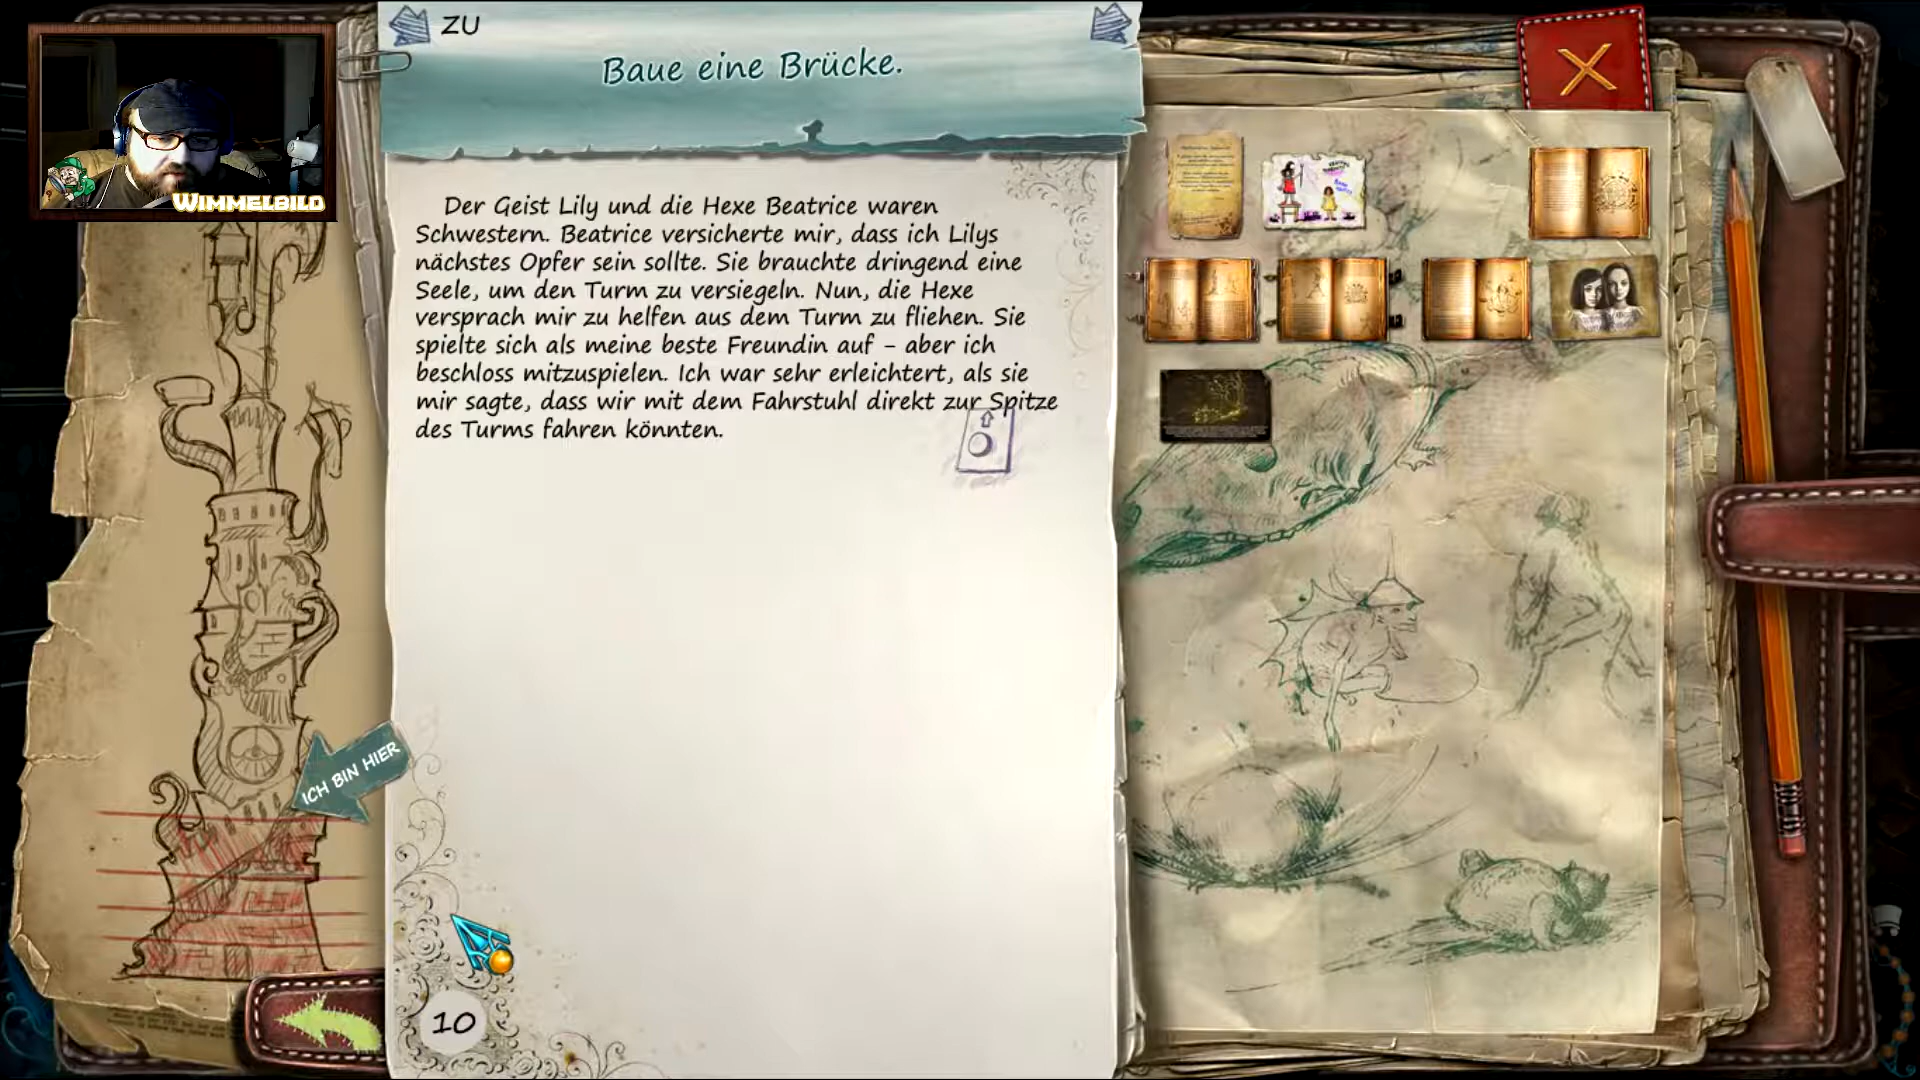 ZU
Baue eine Brücke.
WIMMELBILD
Der Geist Lily und die Hexe Beatrice waren
Schwestern. Beatrice versicherte mir, dass ich Lilys
nächstes Opfer sein sollte. Sie brauchte dringend eine
Seele, um den Turm zu versiegeln. Nun, die Hexe
versprach mir zu helfen aus dem Turm zu fliehen. Sie
spielte sich als meine beste Freundin auf – aber ich
beschloss mitzuspielen. Ich war sehr erleichtert, als sie
mir sagte, dass wir mit dem Fahrstuhl direkt zur Spitze
des Turms fahren könnten.
ICH BIN HIER
10